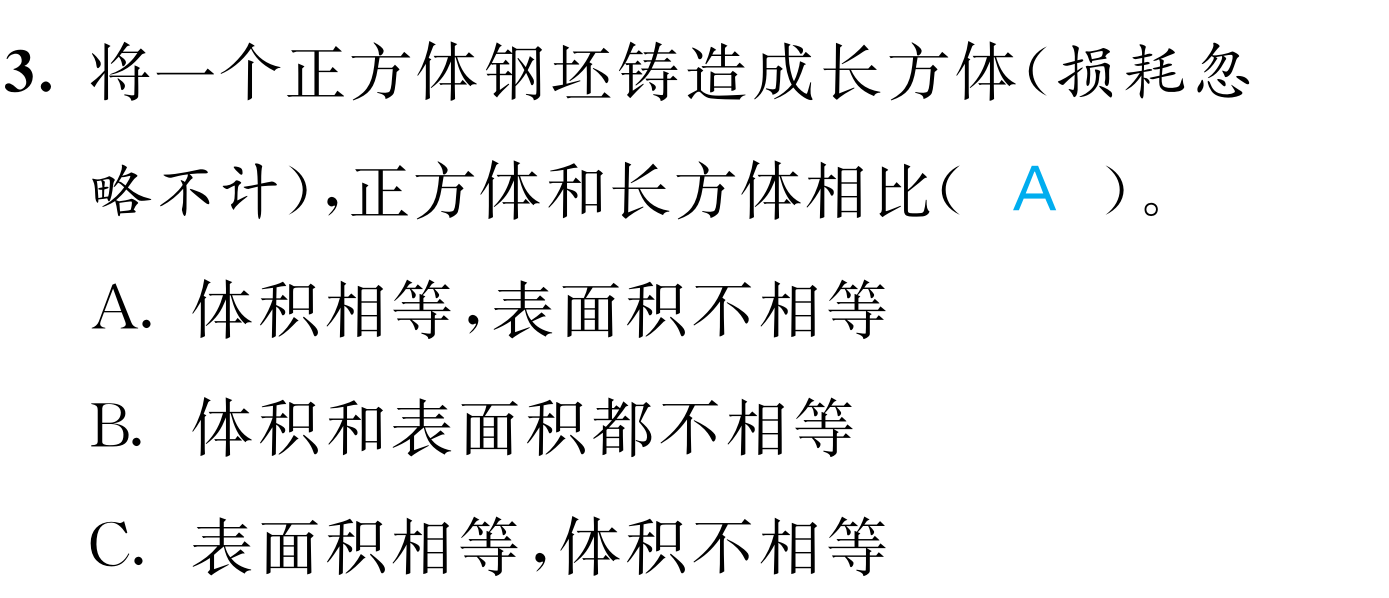 3. 将一个正方体钢坯铸造成长方体(损耗忽
略不计),正方体和长方体相比( A )。
A. 体积相等,表面积不相等
B. 体积和表面积都不相等
C. 表面积相等,体积不相等